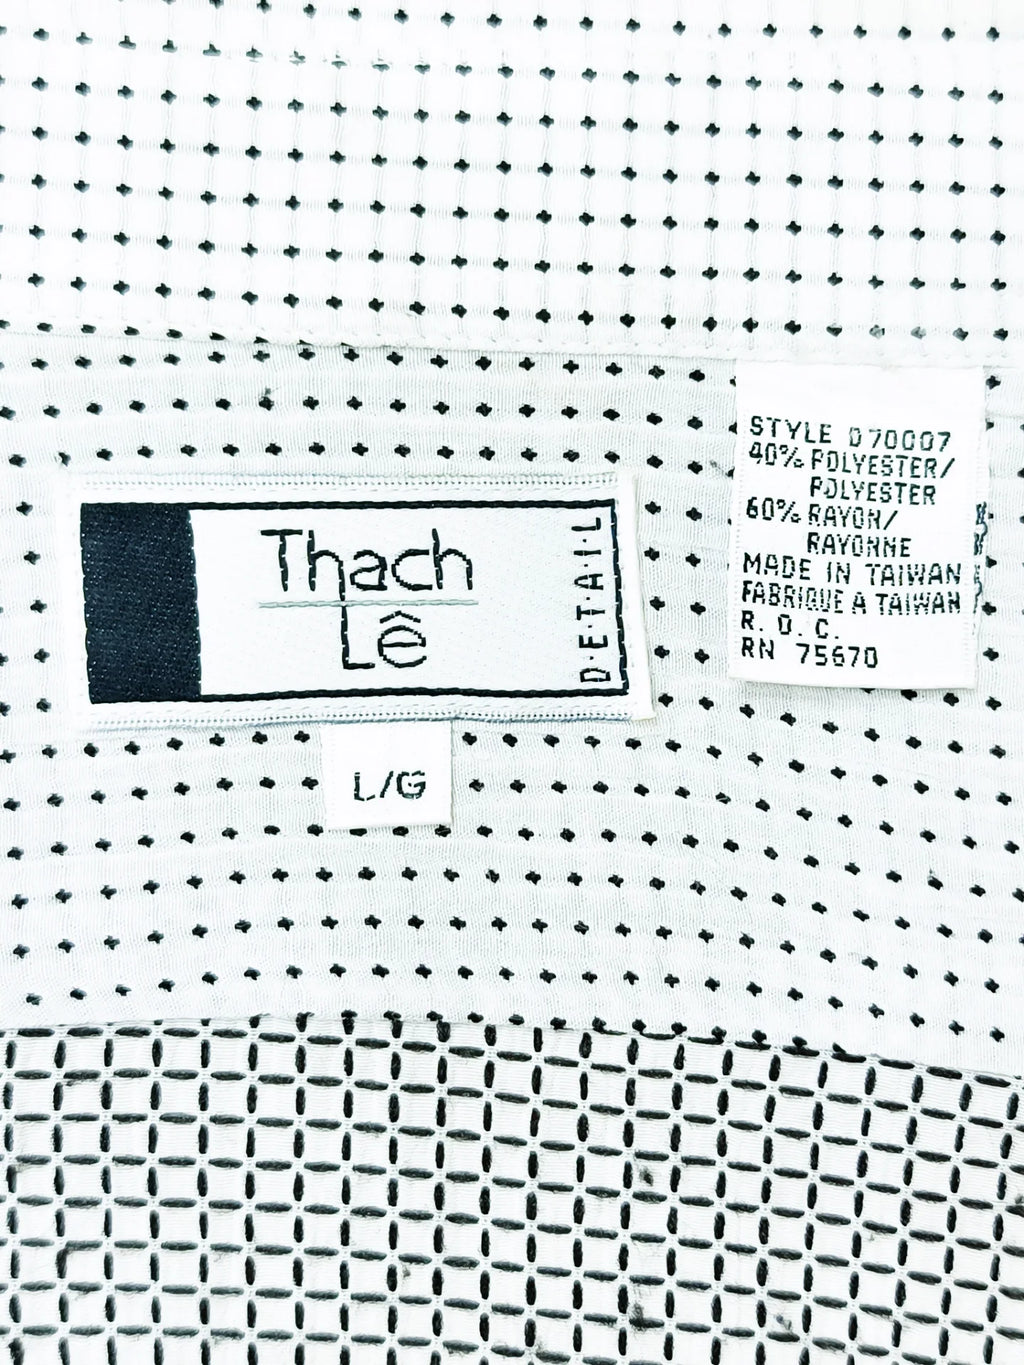 Thach
Lê
D·E·T·A·I·L
L/G
STYLE 070007
40% POLYESTER/
POLYESTER
60% RAYON/
RAYONNE
MADE IN TAIWAN
FABRIQUE A TAIWAN
R. O. C.
RN 75670